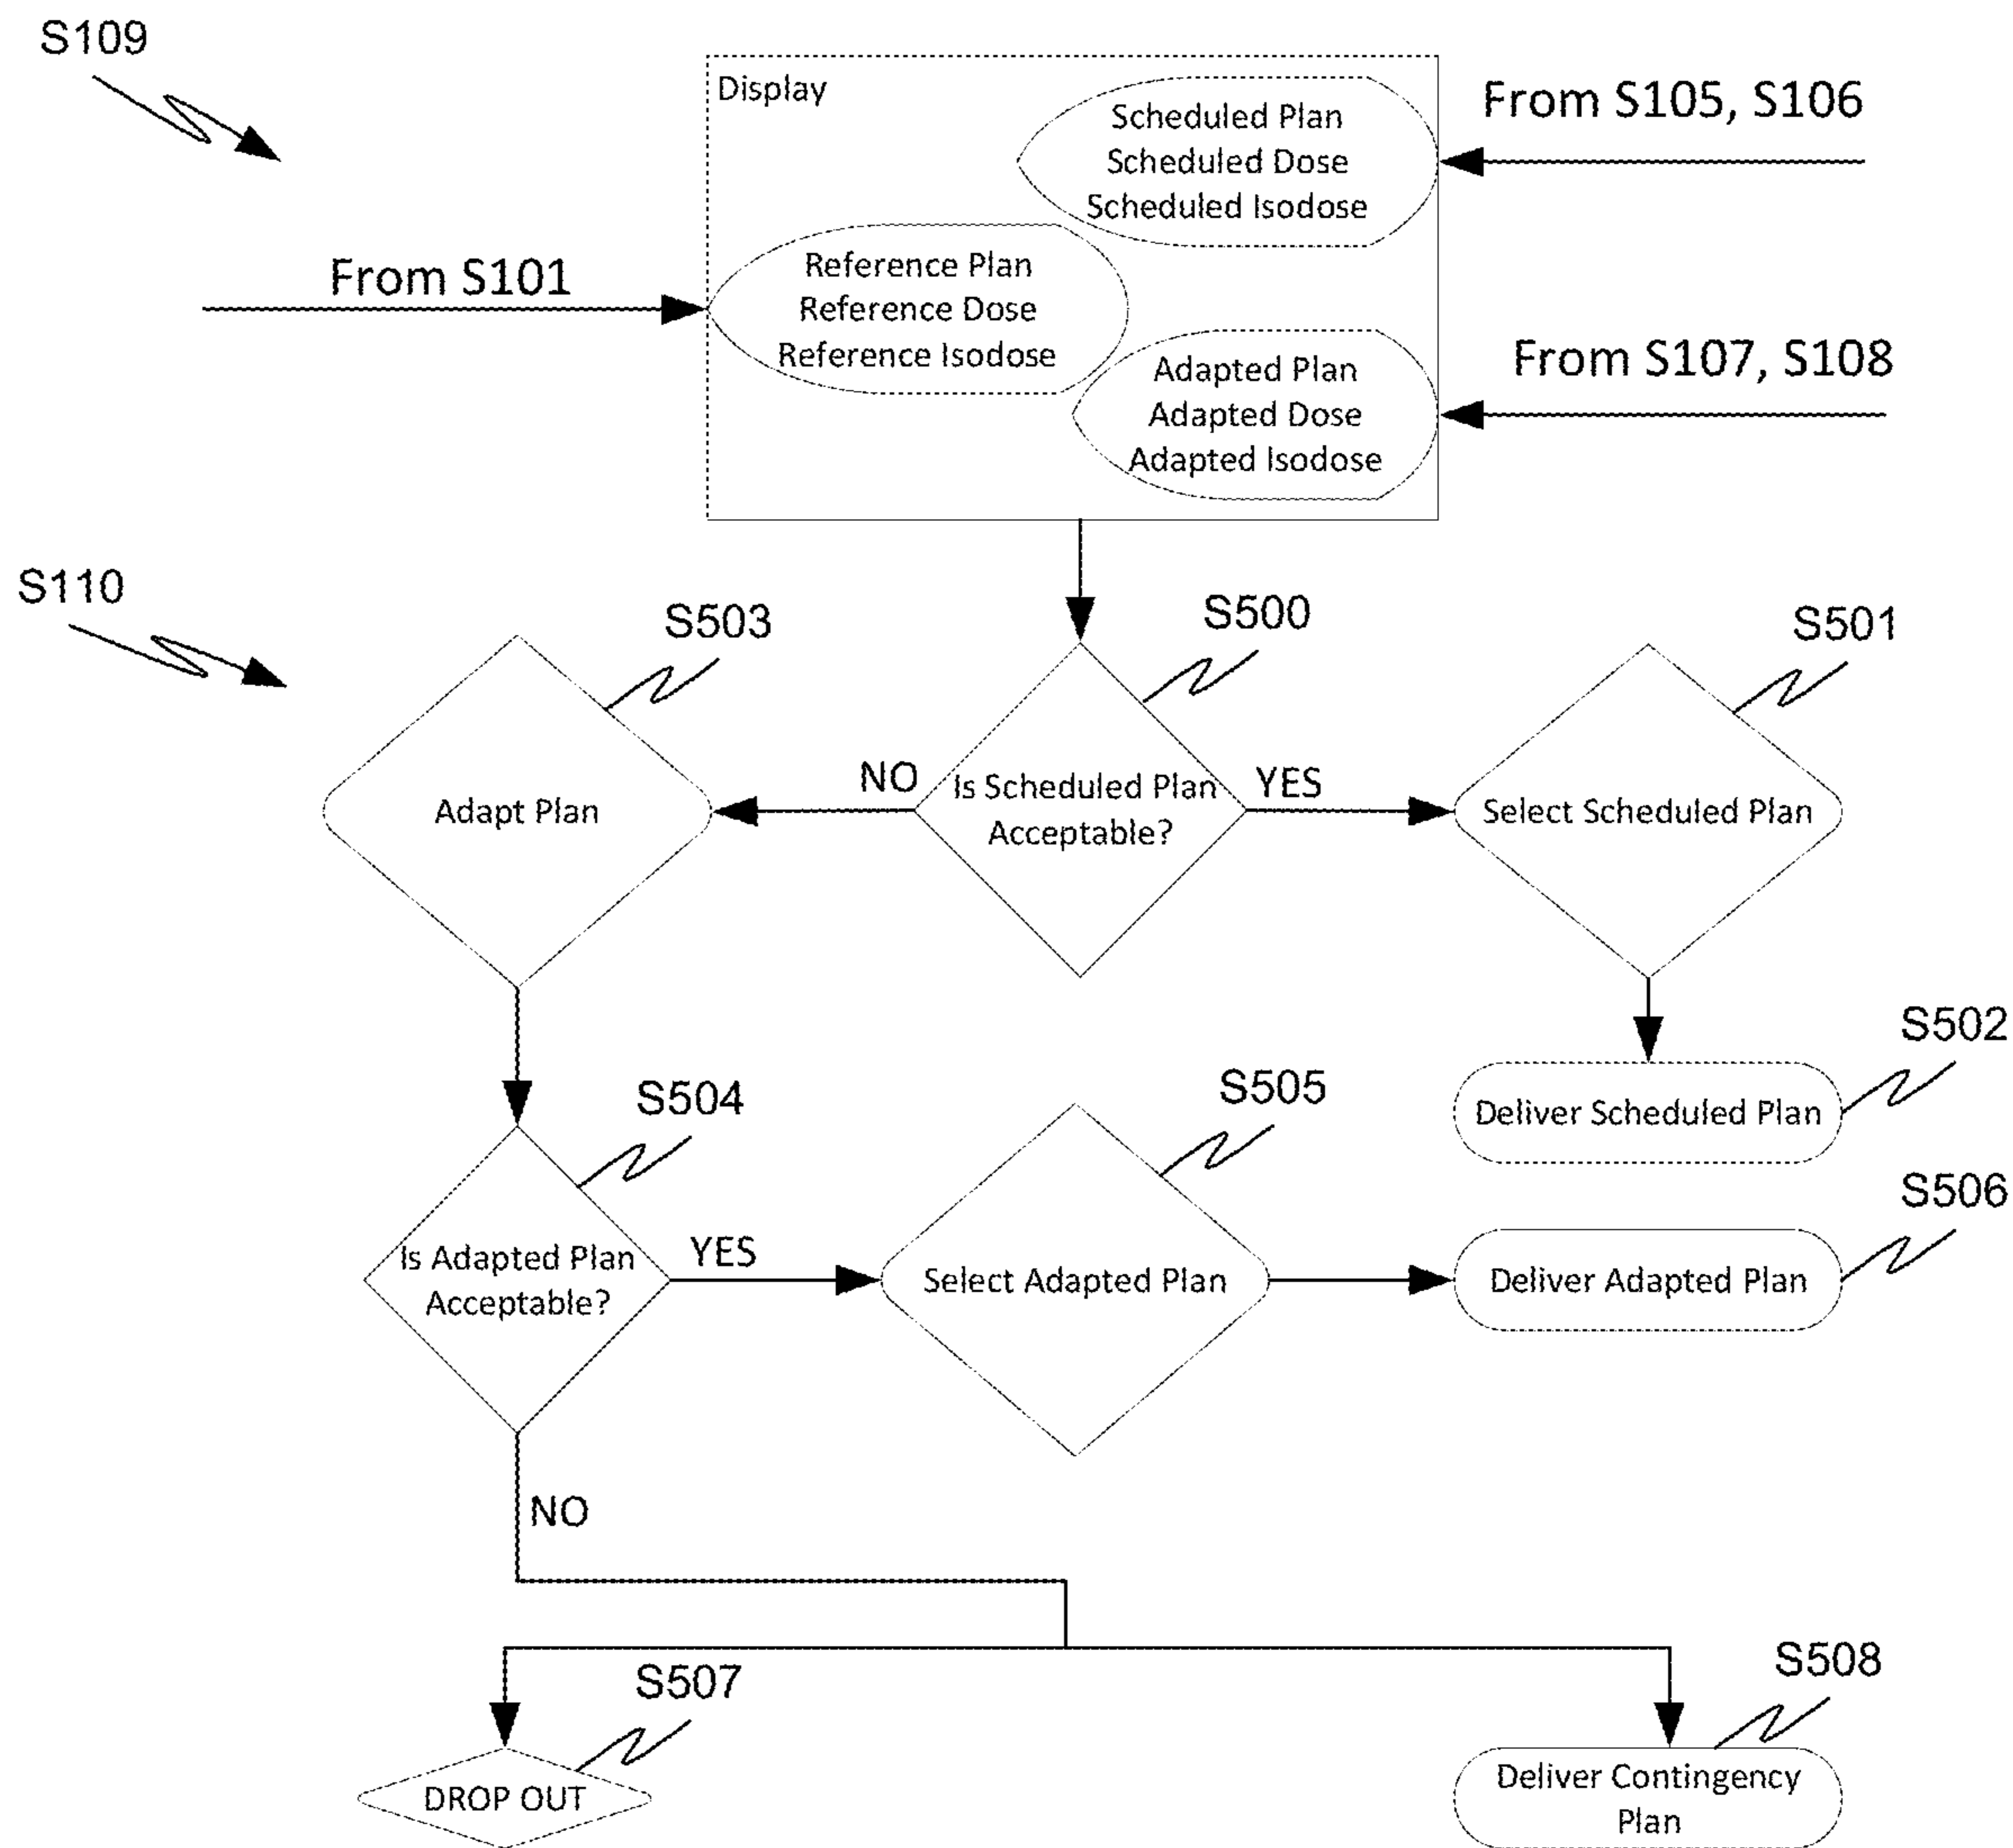 S109
Display
Scheduled Plan
Scheduled Dose
Scheduled Isodose
From S105, S106
From S101
Reference Plan
Reference Dose
Reference Isodose
Adapted Plan
Adapted Dose
Adapted Isodose
From S107, S108
S110
S503
S500
S501
Adapt Plan
NO
Is Scheduled Plan
Acceptable?
YES
Select Scheduled Plan
S502
Deliver Scheduled Plan
S504
S505
S506
Is Adapted Plan
Acceptable?
YES
Select Adapted Plan
Deliver Adapted Plan
NO
S507
S508
DROP OUT
Deliver Contingency
Plan